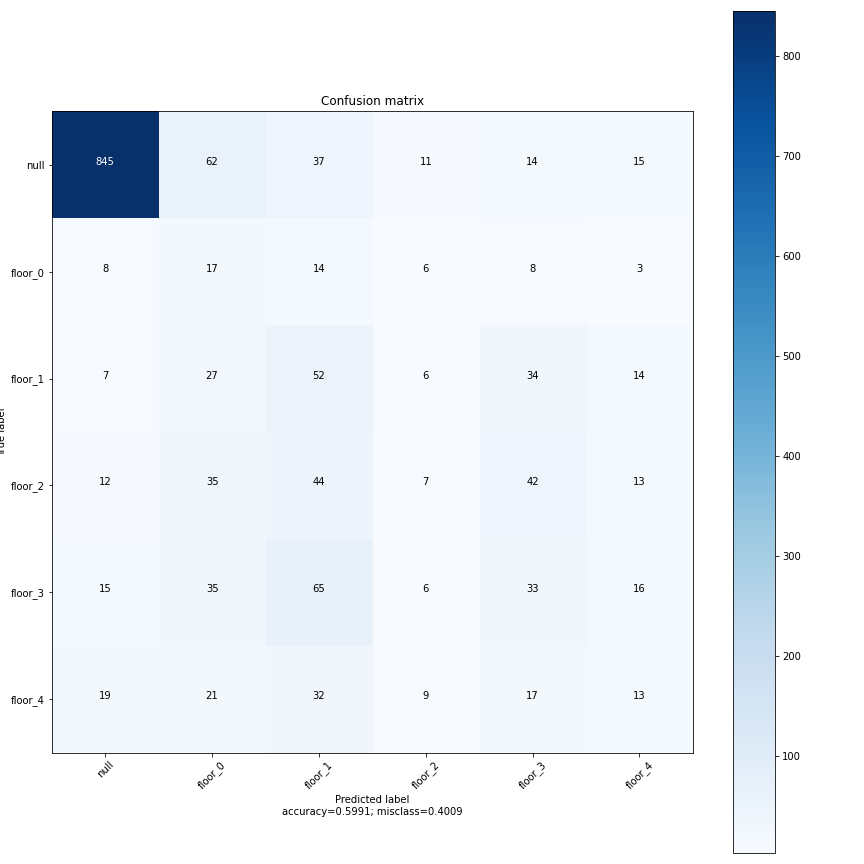 Confusion matrix
null 845 62 37 11 14 15
floor_0 8 17 14 6 8 3
floor_1 7 27 52 6 34 14
floor_2 12 35 44 7 42 13
floor_3 15 35 65 6 33 16
floor_4 19 21 32 9 17 13
null floor_0 floor_1 floor_2 floor_3 floor_4
Predicted label
accuracy=0.5991; misclass=0.4009
800
700
600
500
400
300
200
100